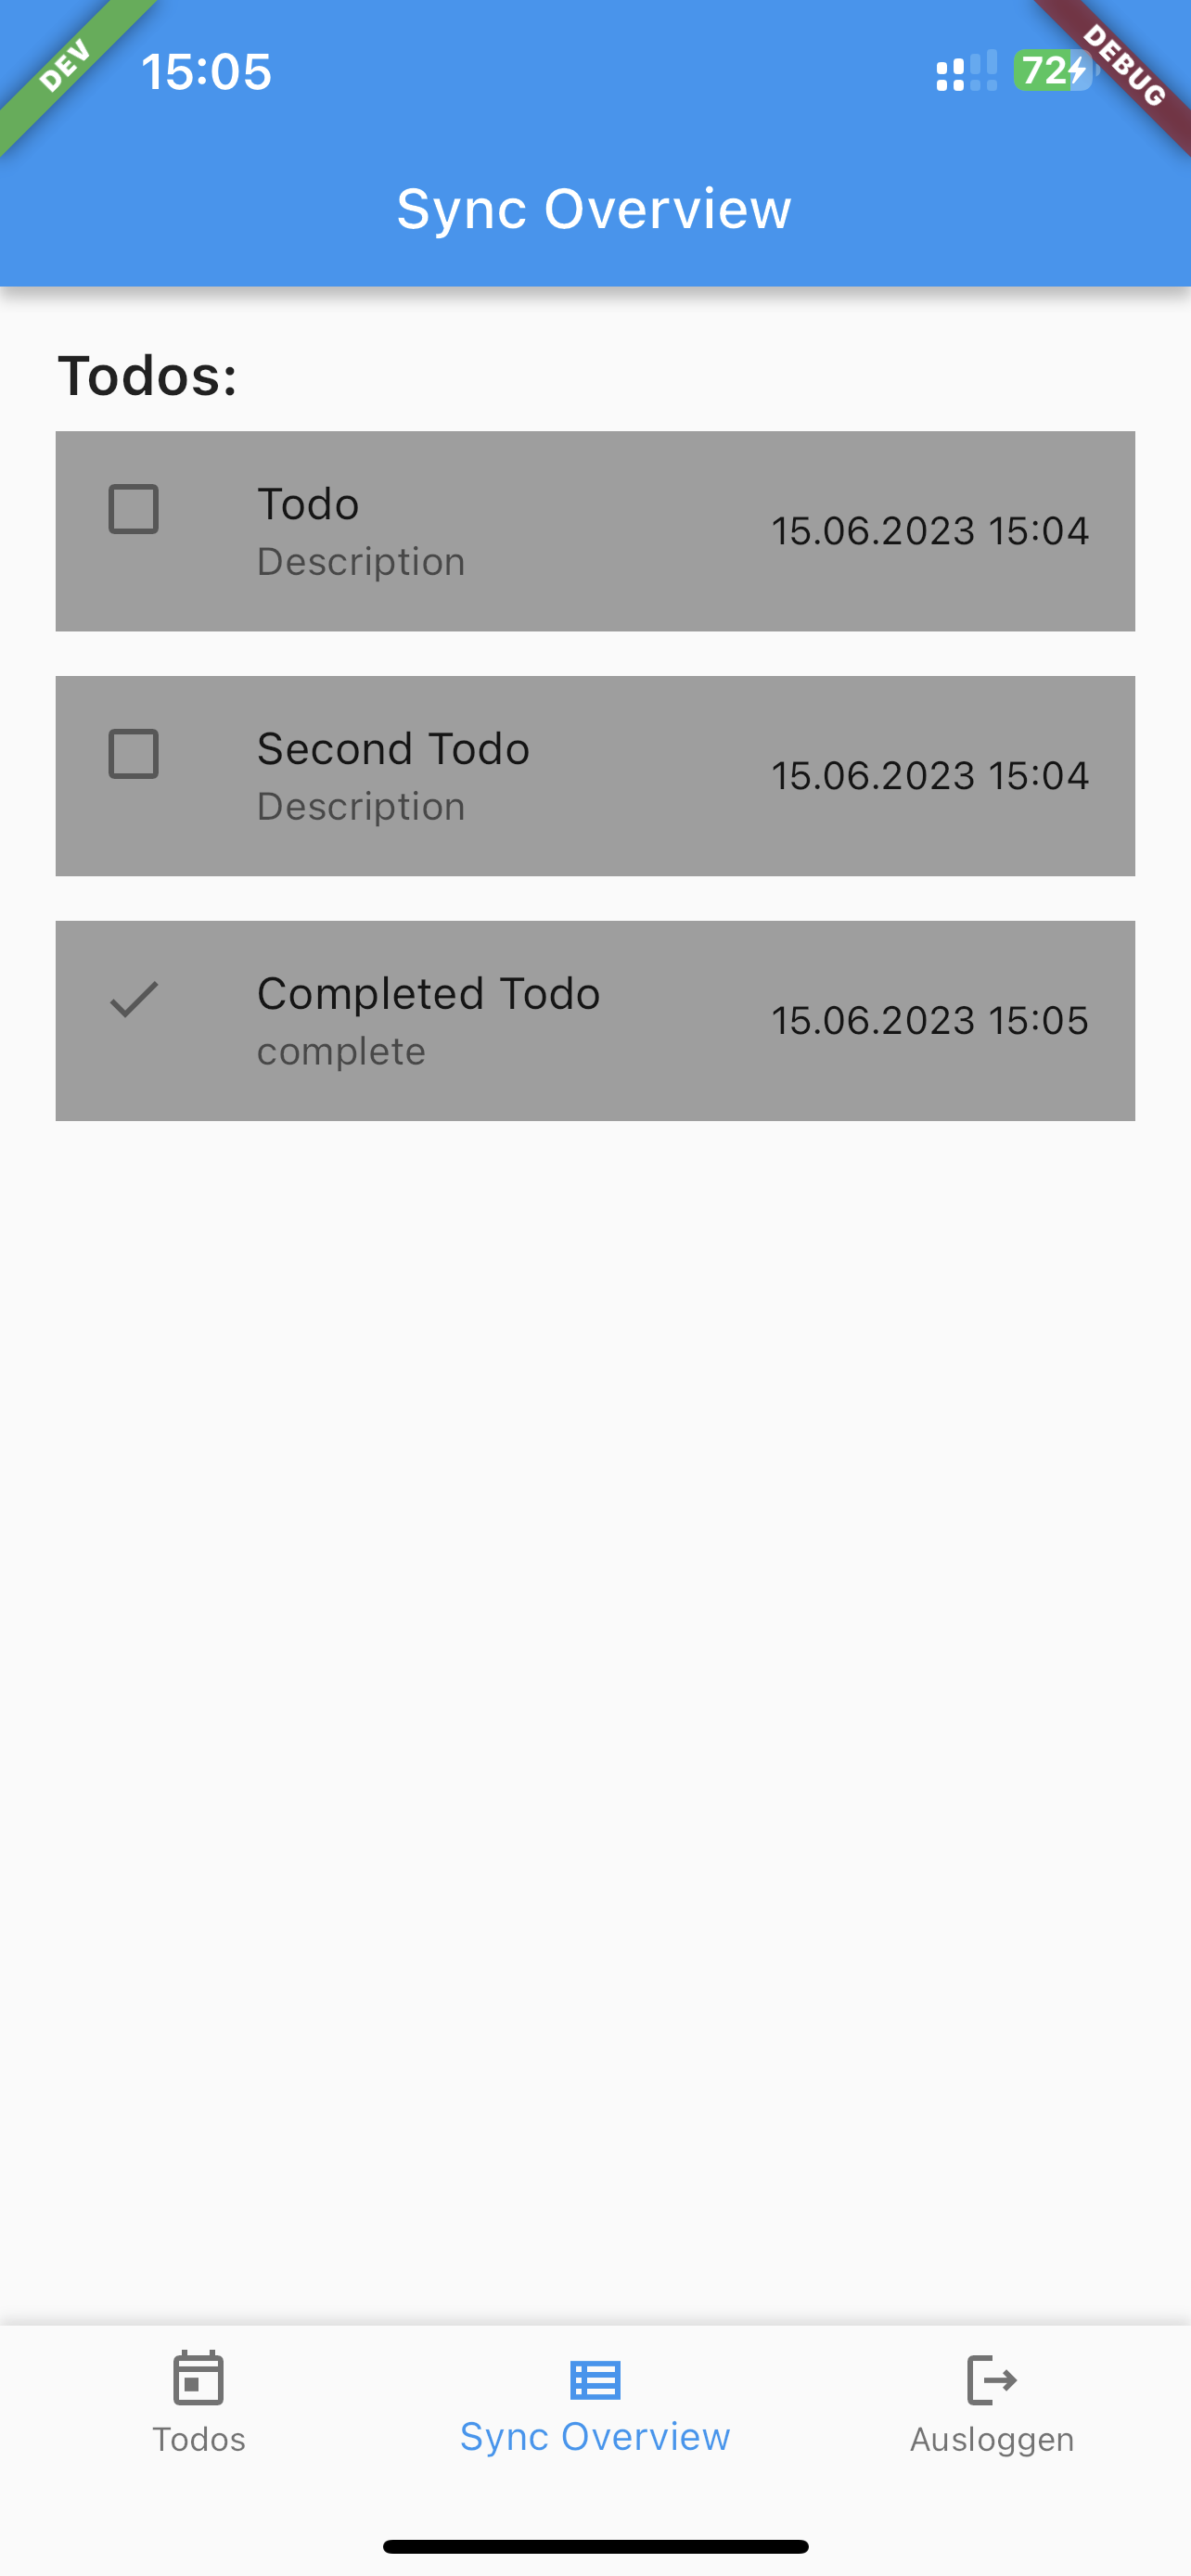 DEV
15:05
72
DEBUG
Sync Overview
Todos:
Todo
Description
15.06.2023 15:04
Second Todo
Description
15.06.2023 15:04
Completed Todo
complete
15.06.2023 15:05
Todos
Sync Overview
Ausloggen